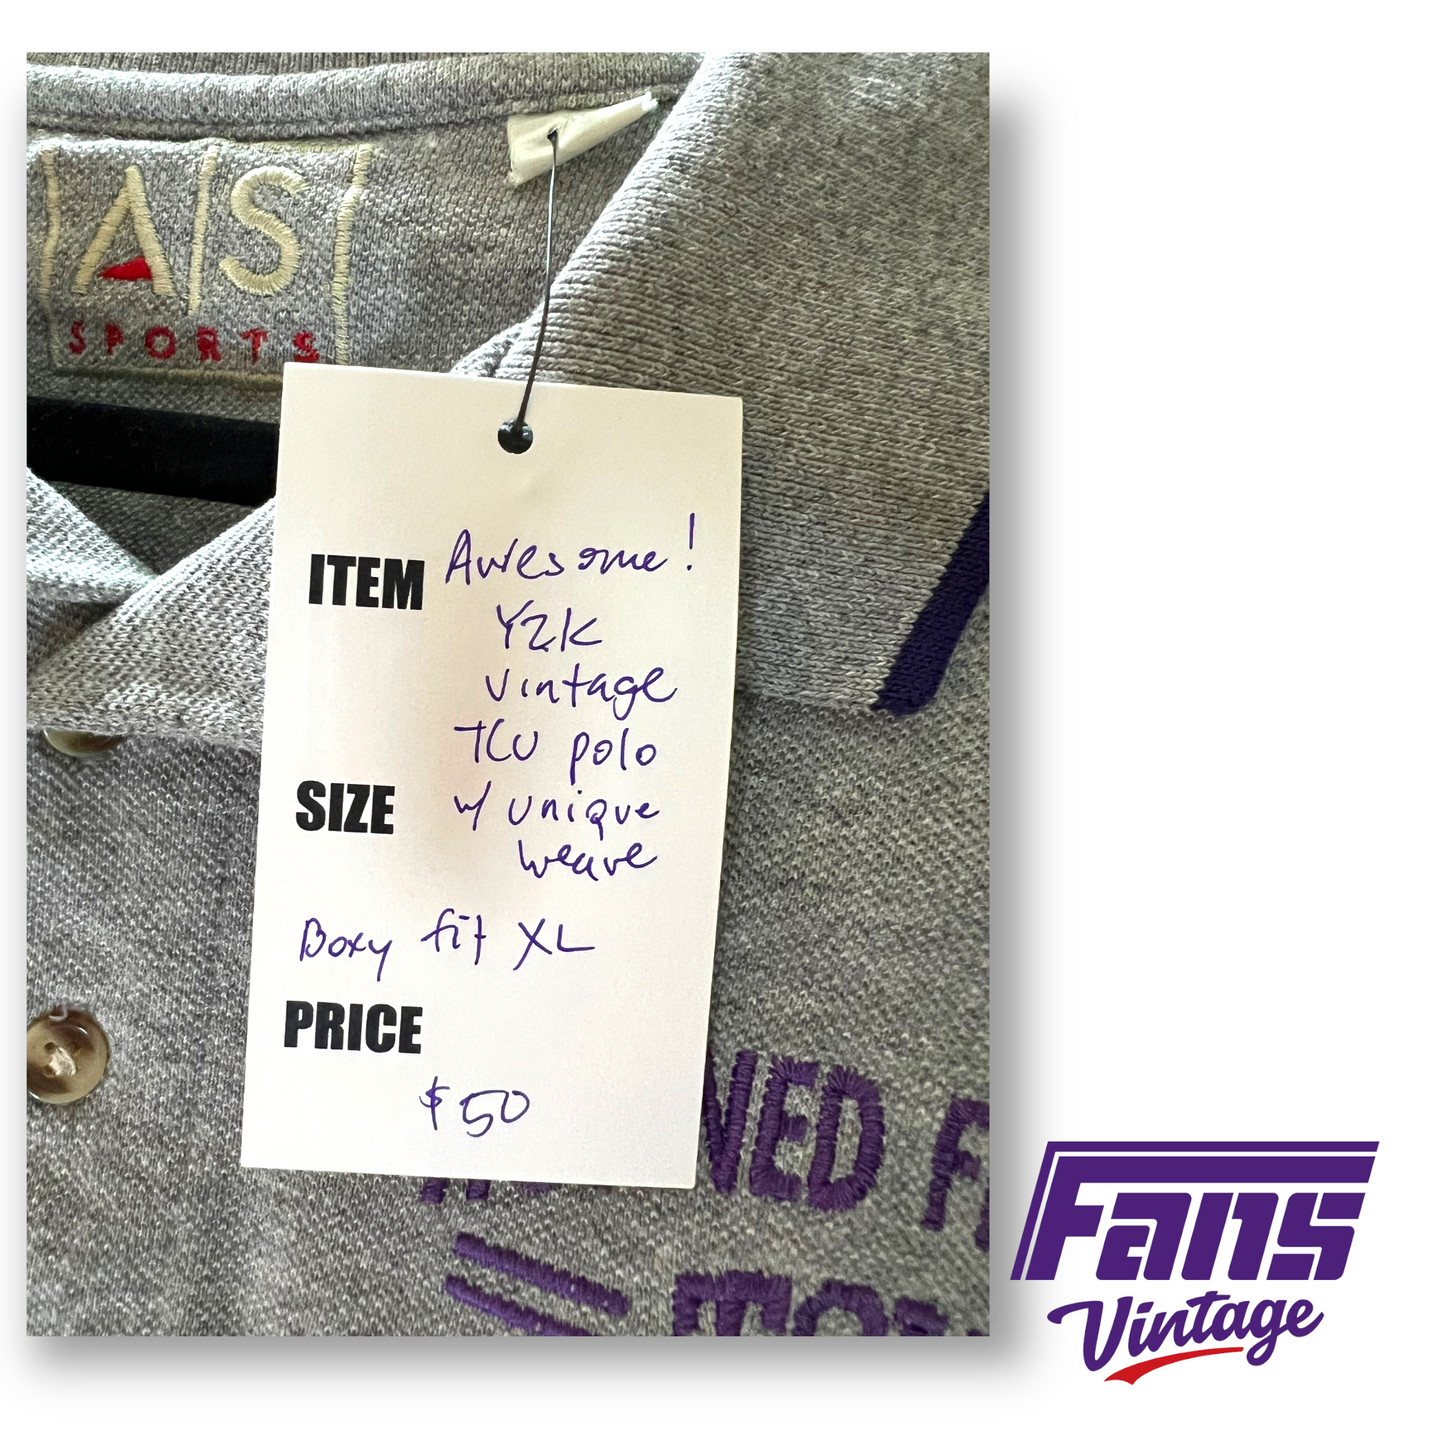 A/S
SPORTS
ITEM Awesome!
Y2K
vintage
TCU polo
SIZE w/ unique
weave
Boxy fit XL
PRICE
$50
NED F
Fans
Vintage